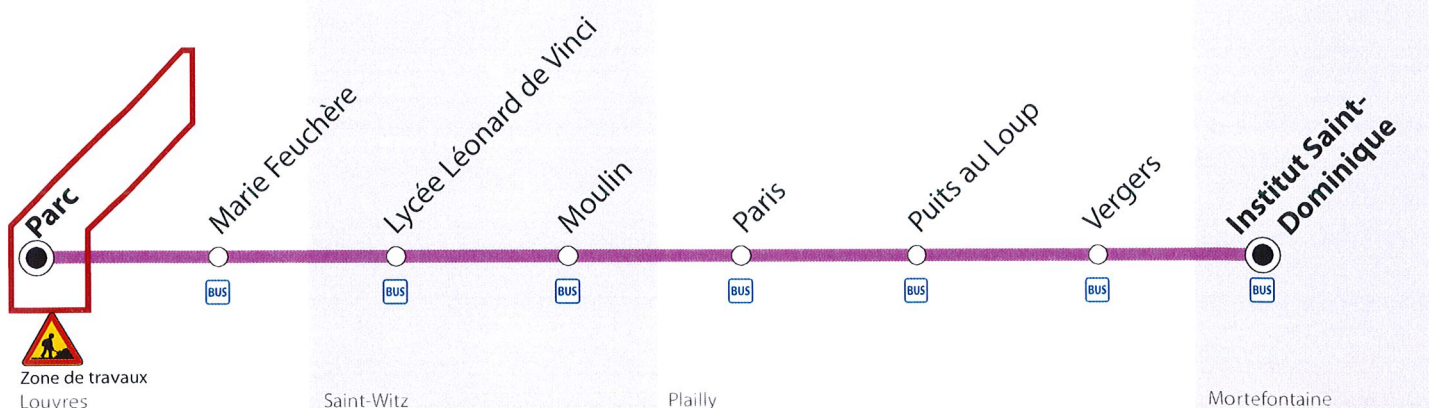 Parc
Marie Feuchère
Lycée Léonard de Vinci
Moulin
Paris
Puits au Loup
Vergers
Institut Saint-
Dominique
BUS
BUS
BUS
BUS
BUS
BUS
BUS
Zone de travaux
Louvres
Saint-Witz
Plailly
Mortefontaine